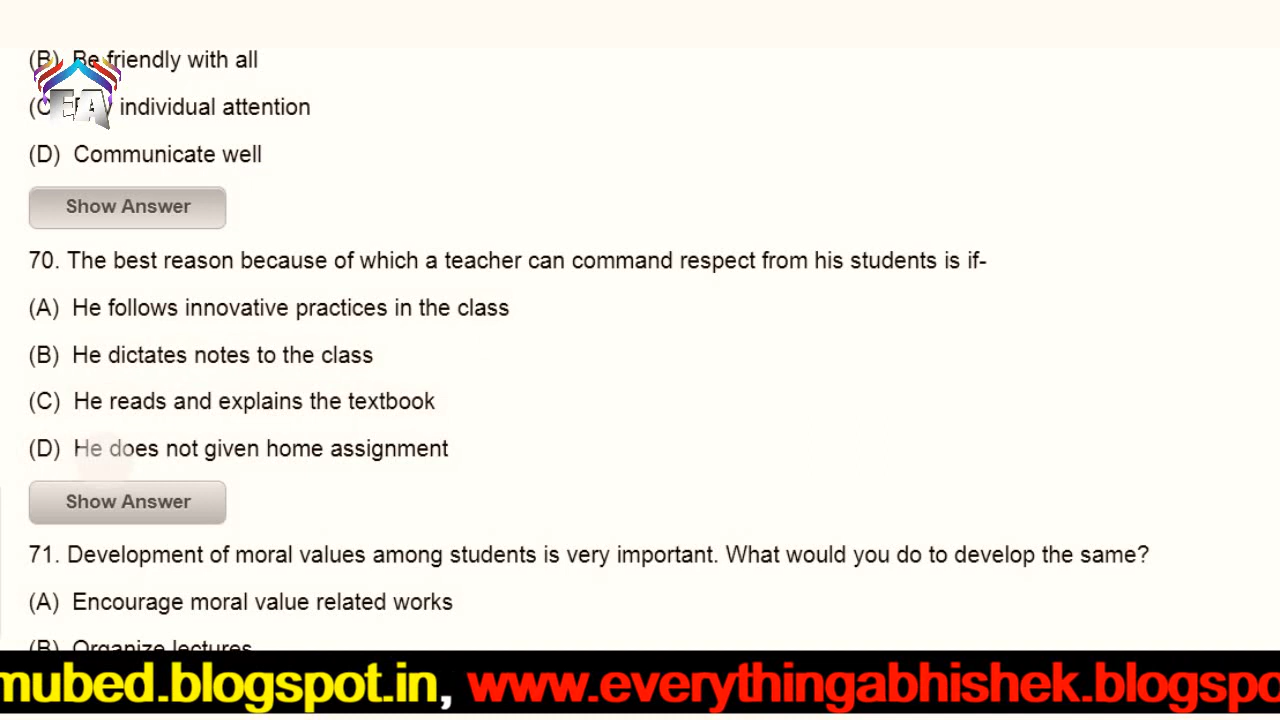 (B) Be friendly with all
individual attention
(D) Communicate well
Show Answer
70. The best reason because of which a teacher can command respect from his students is if-
(A) He follows innovative practices in the class
(B) He dictates notes to the class
(C) He reads and explains the textbook
(D) He does not given home assignment
Show Answer
71. Development of moral values among students is very important. What would you do to develop the same?
(A) Encourage moral value related works
(B) Organize lectures
mubed.blogspot.in, www.everythingabhishek.blogspo
EA